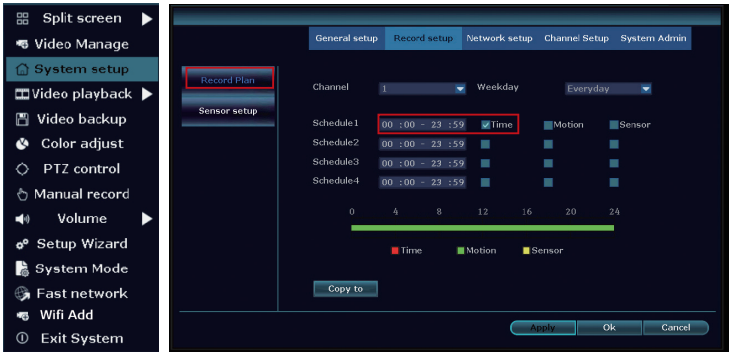 Split screen
Video Manage
System setup
Video playback
Video backup
Color adjust
PTZ control
Manual record
Volume
Setup Wizard
System Mode
Fast network
Wifi Add
Exit System
General setup Record setup Network setup Channel Setup System Admin
Record Plan
Sensor setup
Channel 1 Weekday Everyday
Schedule1 00 :00 - 23 :59 Time Motion Sensor
Schedule2 00 :00 - 23 :59
Schedule3 00 :00 - 23 :59
Schedule4 00 :00 - 23 :59
0 4 8 12 16 20 24
Time Motion Sensor
Copy to
Apply Ok Cancel